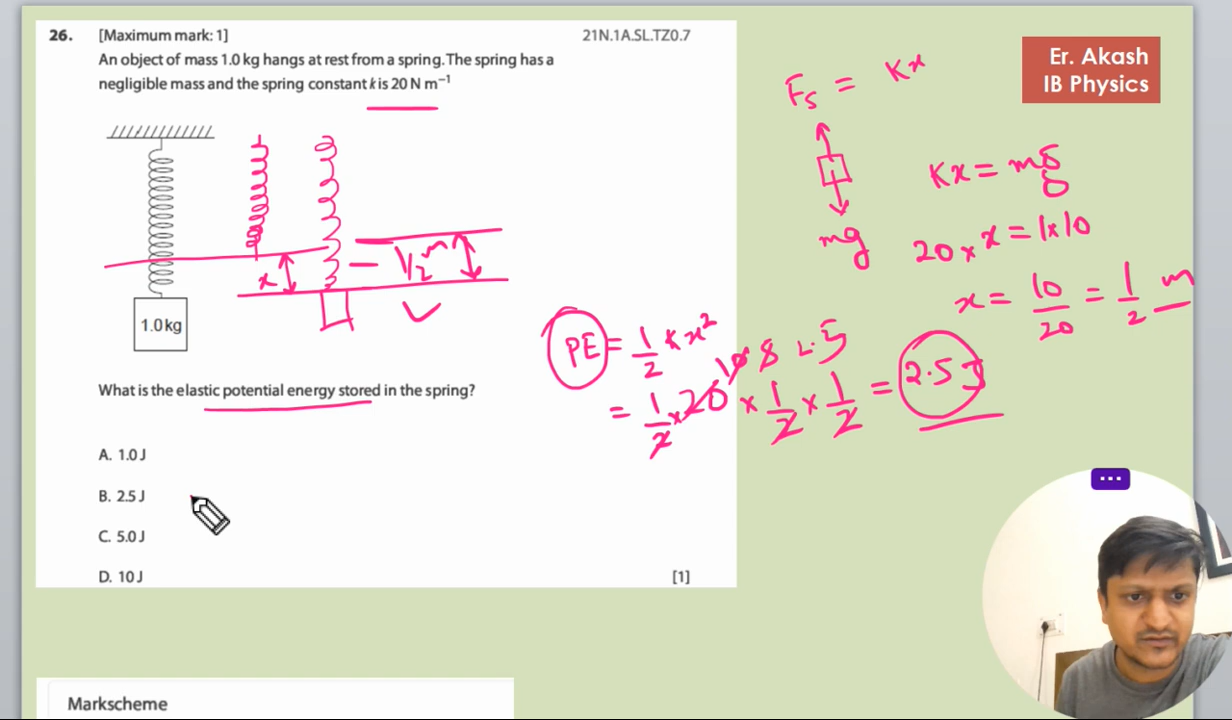 26. [Maximum mark: 1] 21N.1A.SL.TZ0.7
An object of mass 1.0 kg hangs at rest from a spring. The spring has a
negligible mass and the spring constant k is 20 N m⁻¹
1.0 kg
x
1/2 m
What is the elastic potential energy stored in the spring?
A. 1.0 J
B. 2.5 J
C. 5.0 J
D. 10 J
[1]
Er. Akash
IB Physics
Fs = Kx
mg
Kx = mg
20 × x = 1×10
x = 10/20 = 1/2 m
PE = 1/2 K x²
10 5 2.5
= 1/2 × 20 × 1/2 × 1/2 = 2.5 J
Markscheme